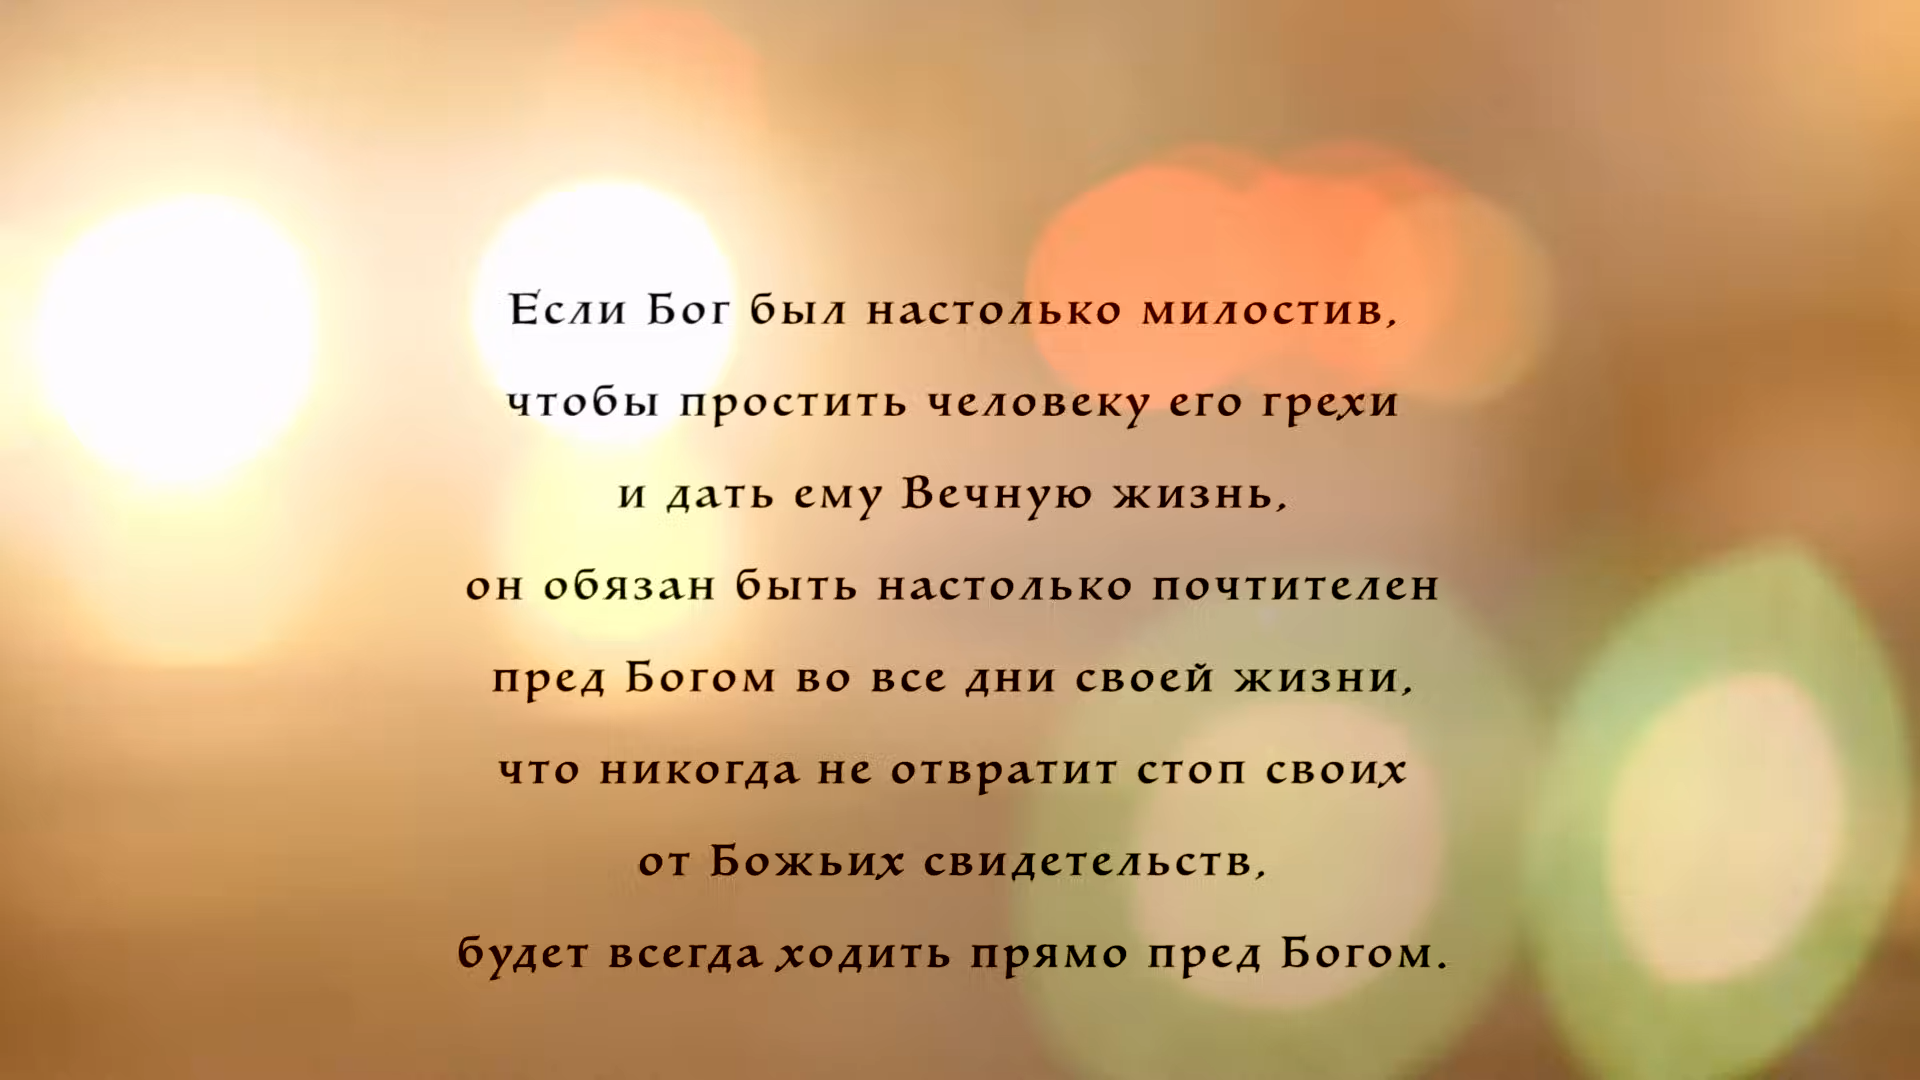 Если Бог был настолько милостив,
чтобы простить человеку его грехи
и дать ему Вечную жизнь,
он обязан быть настолько почтителен
пред Богом во все дни своей жизни,
что никогда не отвратит стоп своих
от Божьих свидетельств,
будет всегда ходить прямо пред Богом.